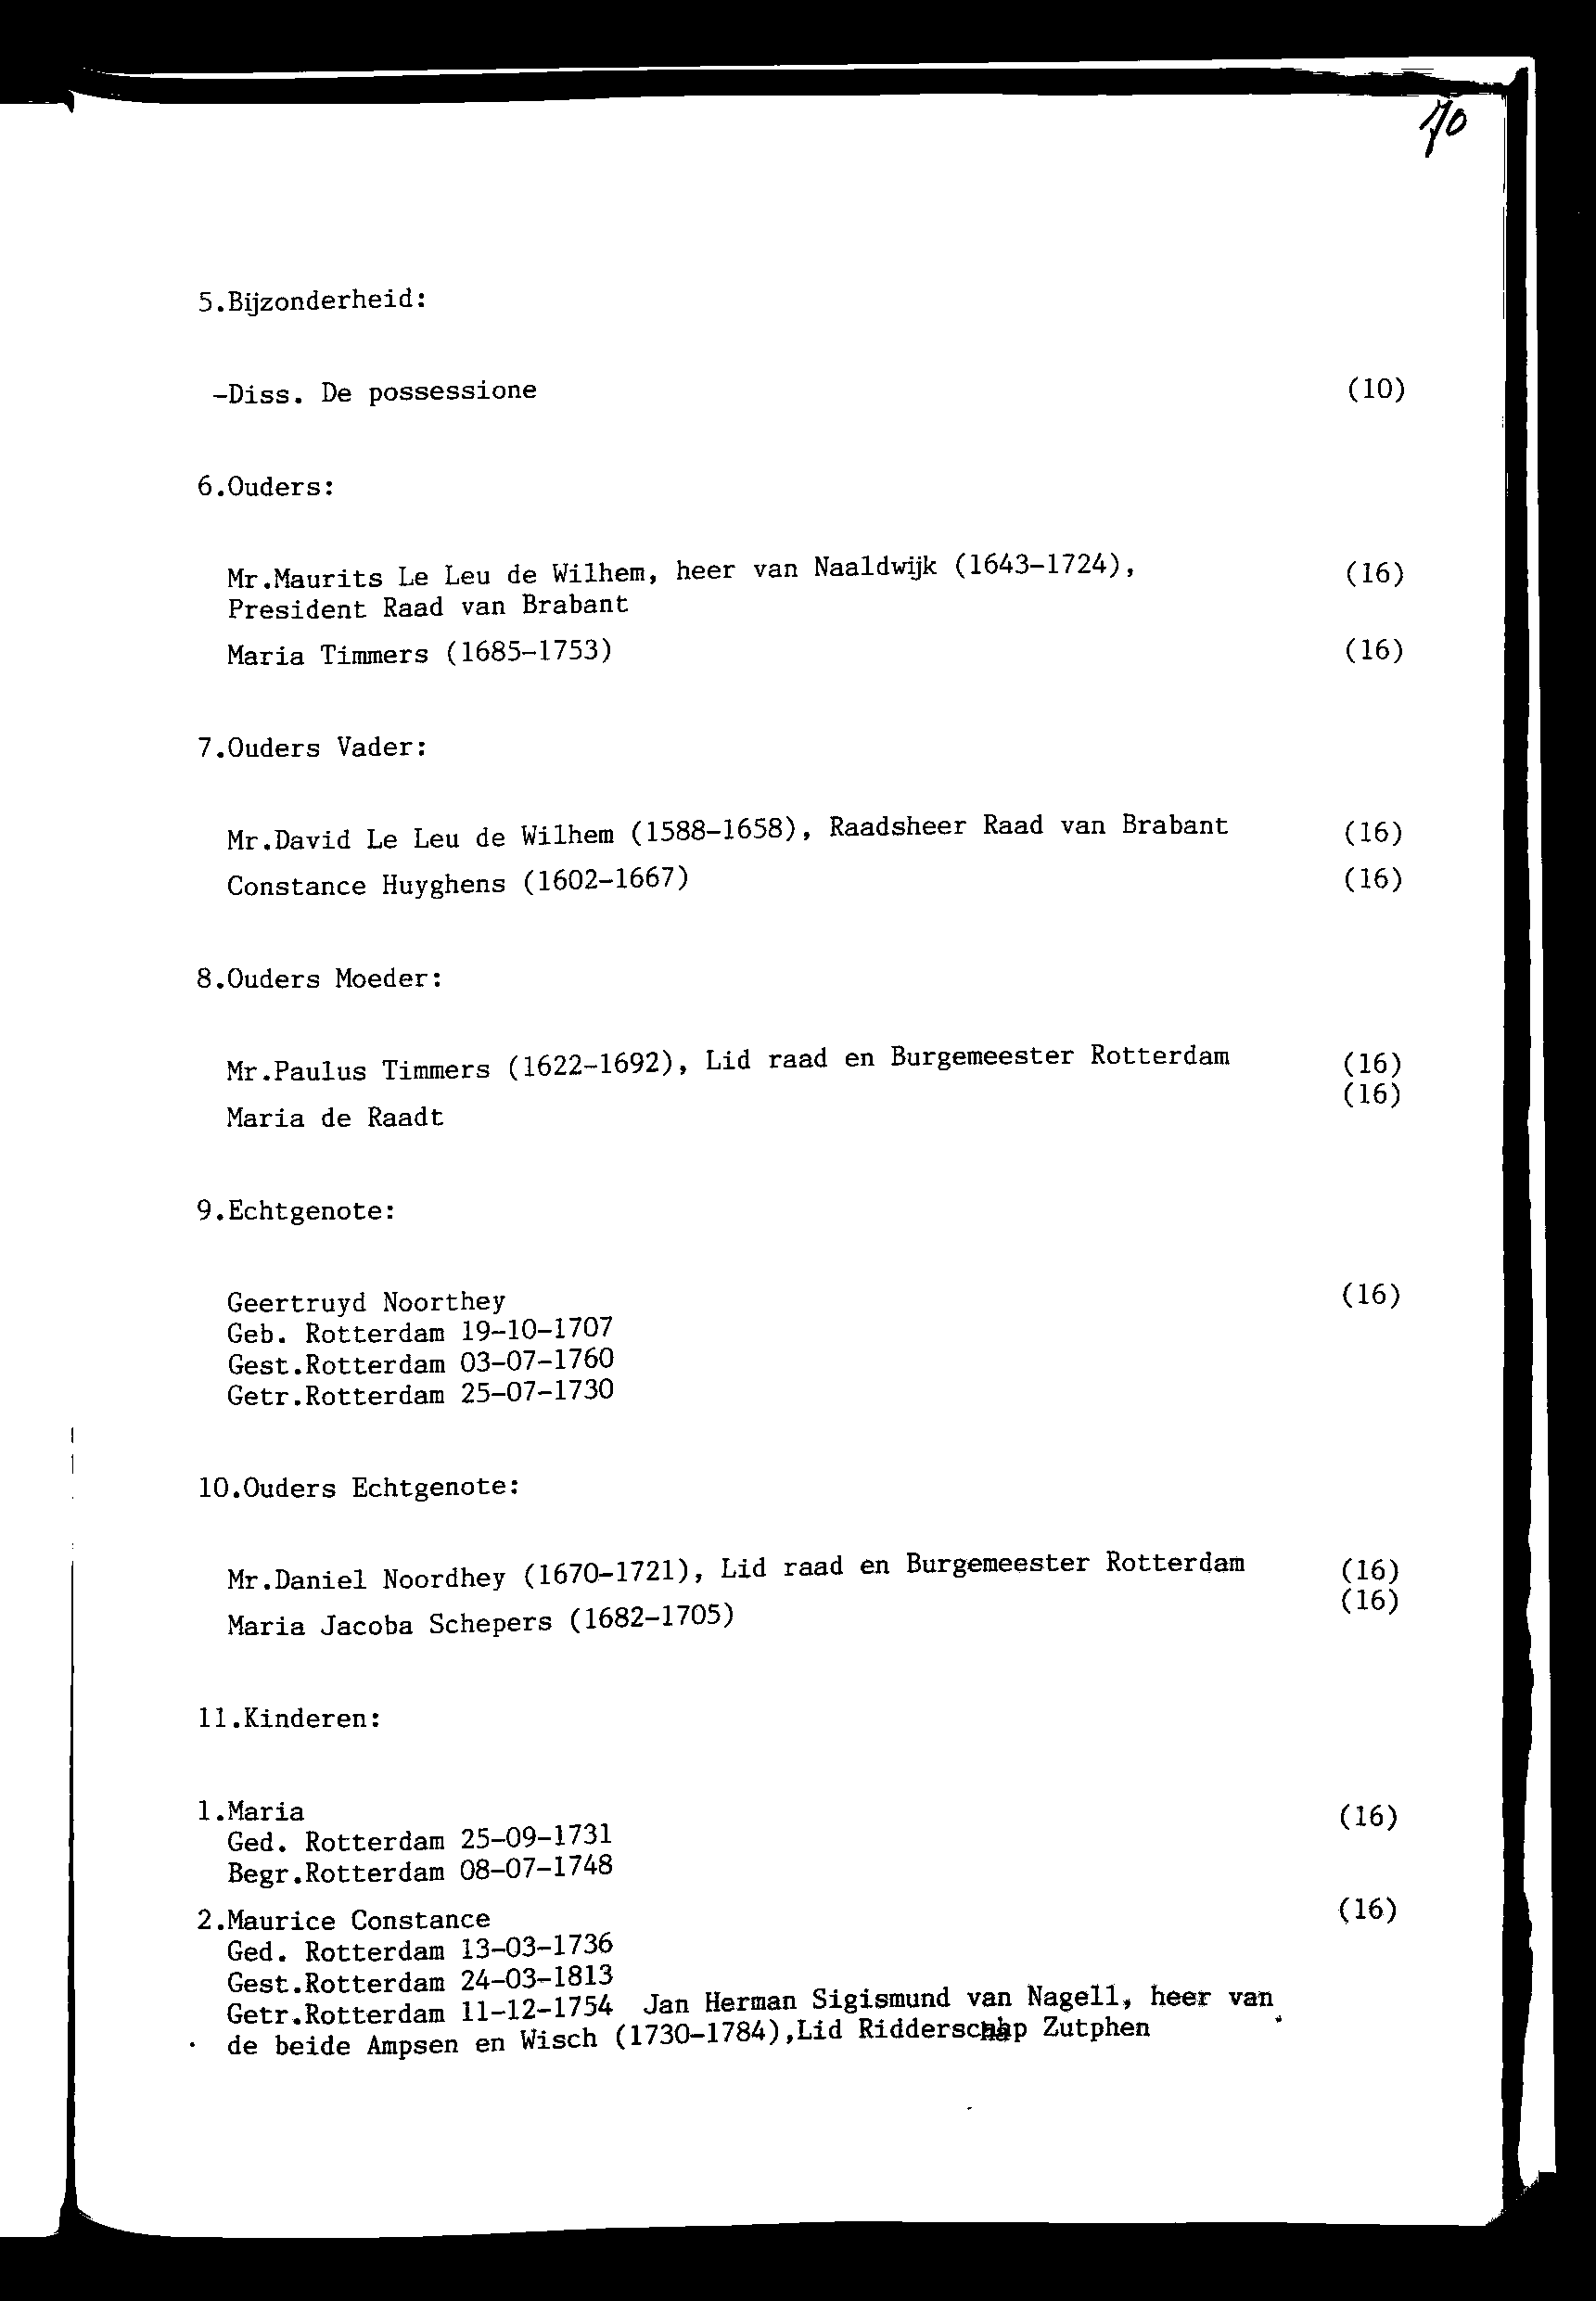 70
5.Bijzonderheid:
-Diss. De possessione (10)
6.Ouders:
Mr.Maurits Le Leu de Wilhem, heer van Naaldwijk (1643-1724), (16)
President Raad van Brabant
Maria Timmers (1685-1753) (16)
7.Ouders Vader:
Mr.David Le Leu de Wilhem (1588-1658), Raadsheer Raad van Brabant (16)
Constance Huyghens (1602-1667) (16)
8.Ouders Moeder:
Mr.Paulus Timmers (1622-1692), Lid raad en Burgemeester Rotterdam (16)
(16)
Maria de Raadt
9.Echtgenote:
Geertruyd Noorthey (16)
Geb. Rotterdam 19-10-1707
Gest.Rotterdam 03-07-1760
Getr.Rotterdam 25-07-1730
10.Ouders Echtgenote:
Mr.Daniel Noordhey (1670-1721), Lid raad en Burgemeester Rotterdam (16)
(16)
Maria Jacoba Schepers (1682-1705)
11.Kinderen:
1.Maria (16)
Ged. Rotterdam 25-09-1731
Begr.Rotterdam 08-07-1748
2.Maurice Constance (16)
Ged. Rotterdam 13-03-1736
Gest.Rotterdam 24-03-1813
Getr.Rotterdam 11-12-1754 Jan Herman Sigismund van Nagell, heer van
de beide Ampsen en Wisch (1730-1784),Lid Ridderschap Zutphen